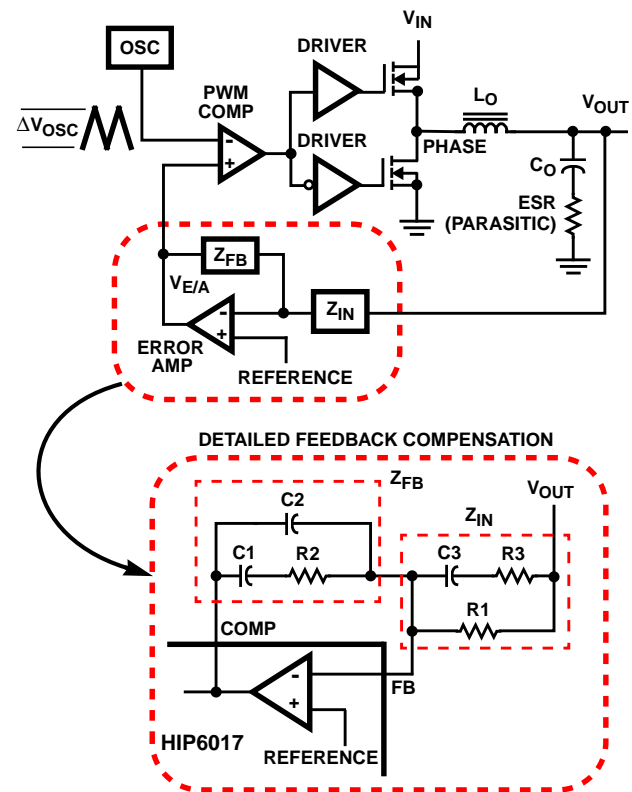 OSC
PWM
COMP
DRIVER
DRIVER
VIN
LO
VOUT
PHASE
CO
ESR
(PARASITIC)
ΔVOSC
-
+
ZFB
VE/A
-
+
ZIN
ERROR
AMP
REFERENCE
DETAILED FEEDBACK COMPENSATION
ZFB
C2
C1
R2
ZIN
VOUT
C3
R3
R1
COMP
-
+
FB
HIP6017
REFERENCE